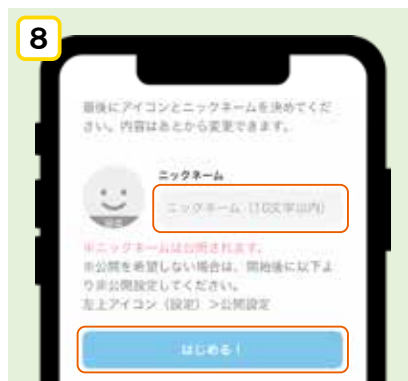 8
最後にアイコンとニックネームを決めてくだ
さい。内容はあとから変更できます。
ニックネーム
ニックネーム（10文字以内）
※ニックネームは公開されます。
※公開を希望しない場合は、開始後に以下よ
り非公開設定してください。
左上アイコン（設定）＞公開設定
はじめる！